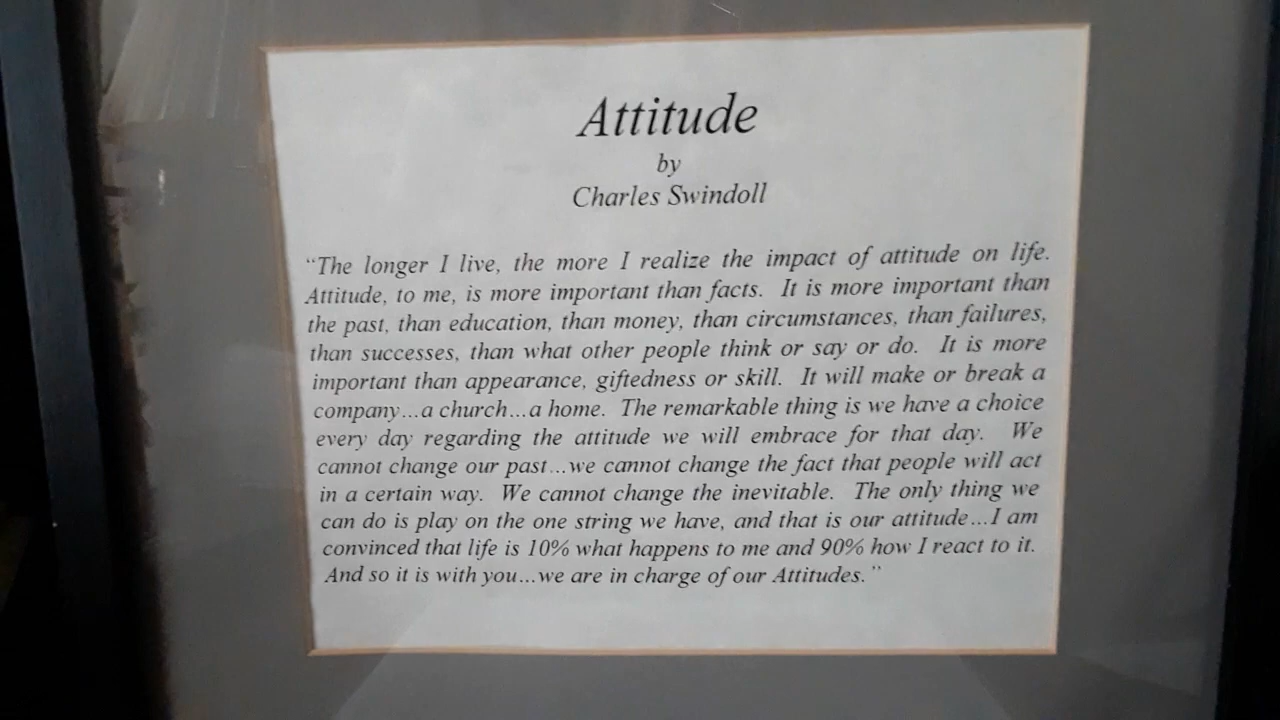 Attitude
by
Charles Swindoll
“The longer I live, the more I realize the impact of attitude on life.
Attitude, to me, is more important than facts. It is more important than
the past, than education, than money, than circumstances, than failures,
than successes, than what other people think or say or do. It is more
important than appearance, giftedness or skill. It will make or break a
company...a church...a home. The remarkable thing is we have a choice
every day regarding the attitude we will embrace for that day. We
cannot change our past...we cannot change the fact that people will act
in a certain way. We cannot change the inevitable. The only thing we
can do is play on the one string we have, and that is our attitude...I am
convinced that life is 10% what happens to me and 90% how I react to it.
And so it is with you...we are in charge of our Attitudes.”